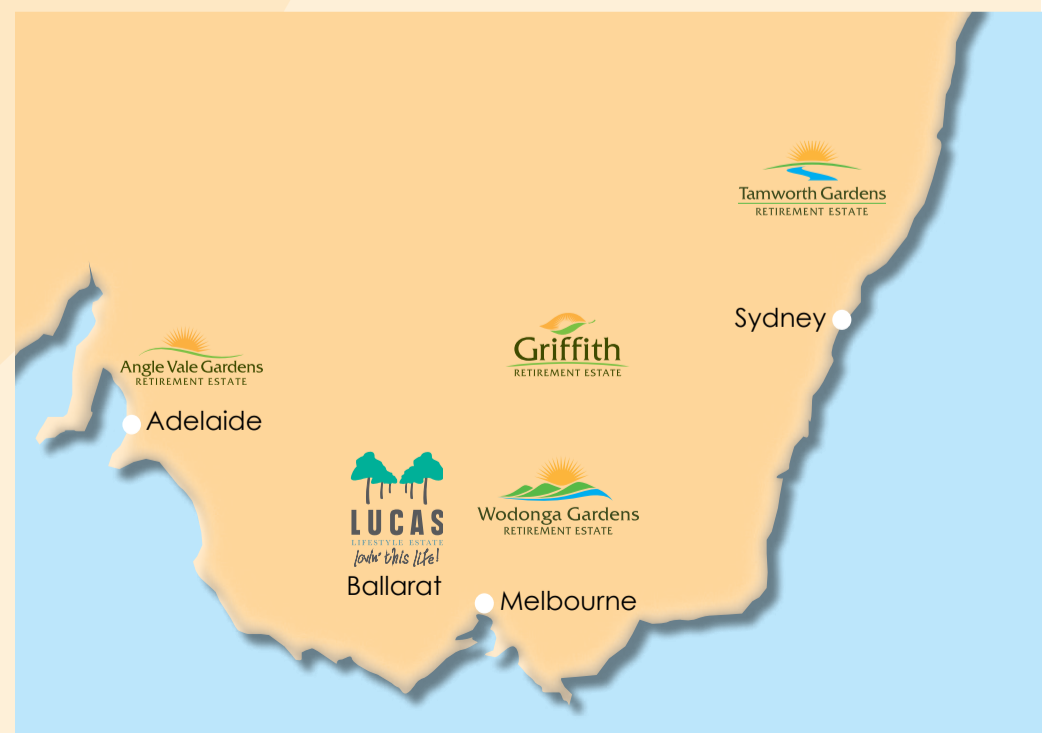 Tamworth Gardens
RETIREMENT ESTATE
Sydney
Griffith
RETIREMENT ESTATE
Angle Vale Gardens
RETIREMENT ESTATE
Adelaide
LUCAS
LIFESTYLE ESTATE
lovin' this life!
Ballarat
Wodonga Gardens
RETIREMENT ESTATE
Melbourne